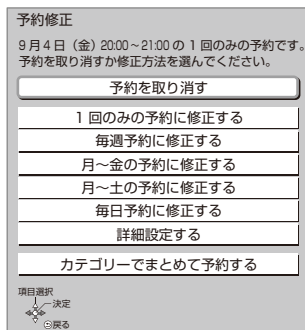 予約修正
9月4日（金）20:00～21:00の1回のみの予約です。
予約を取り消すか修正方法を選んでください。
予約を取り消す
1回のみの予約に修正する
毎週予約に修正する
月～金の予約に修正する
月～土の予約に修正する
毎日予約に修正する
詳細設定する
カテゴリーでまとめて予約する
項目選択
決定
戻る